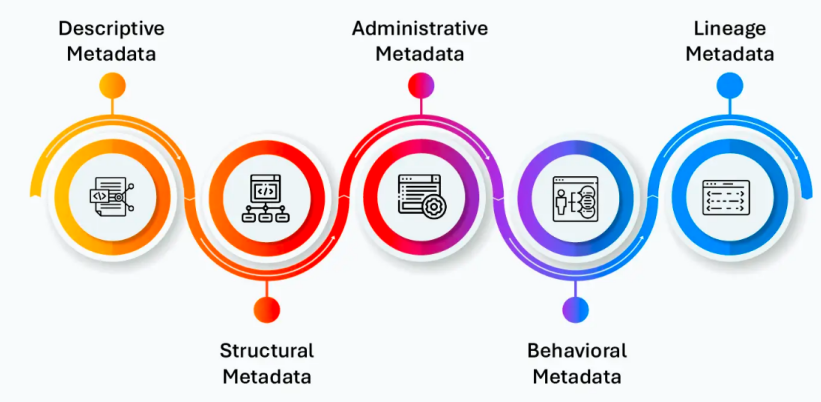 Descriptive
Metadata
Structural
Metadata
Administrative
Metadata
Behavioral
Metadata
Lineage
Metadata